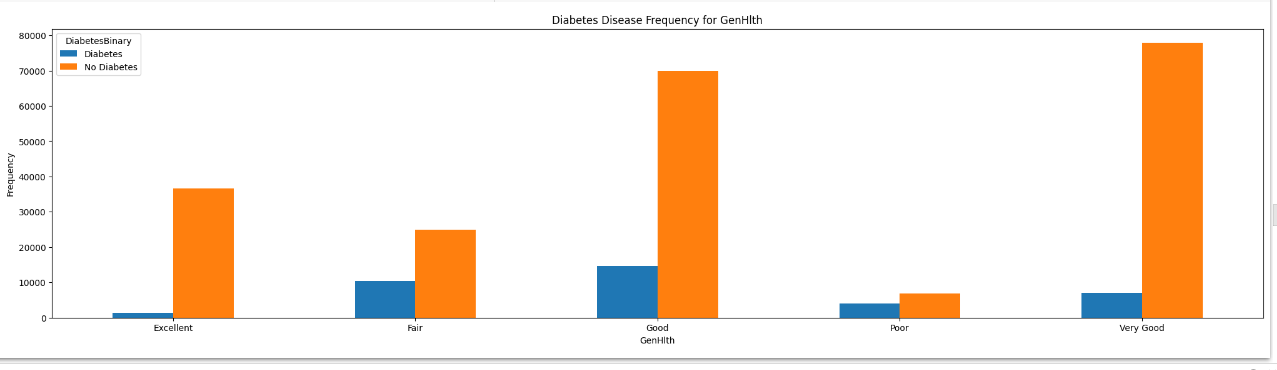 Diabetes Disease Frequency for GenHlth
DiabetesBinary
Diabetes
No Diabetes
80000
70000
60000
50000
40000
30000
20000
10000
0
Frequency
Excellent Fair Good Poor Very Good
GenHlth